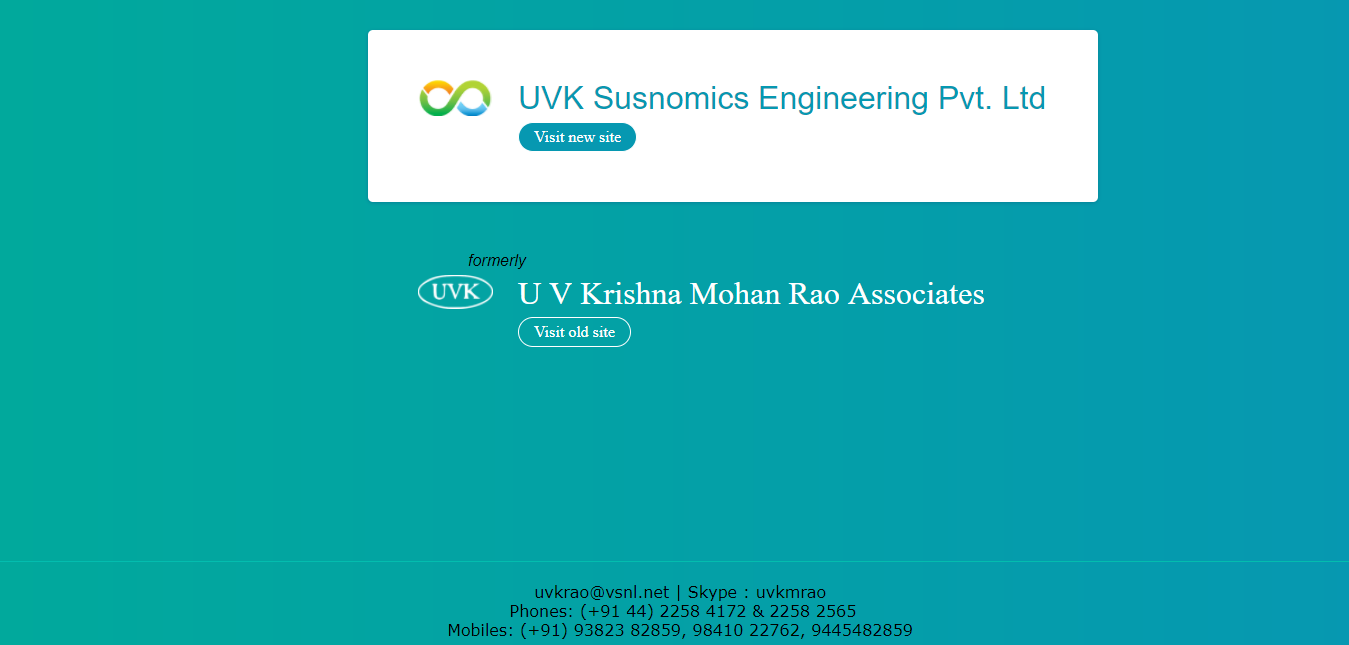 UVK Susnomics Engineering Pvt. Ltd
Visit new site
formerly
UVK
U V Krishna Mohan Rao Associates
Visit old site
uvkrao@vsnl.net | Skype : uvkmrao
Phones: (+91 44) 2258 4172 & 2258 2565
Mobiles: (+91) 93823 82859, 98410 22762, 9445482859